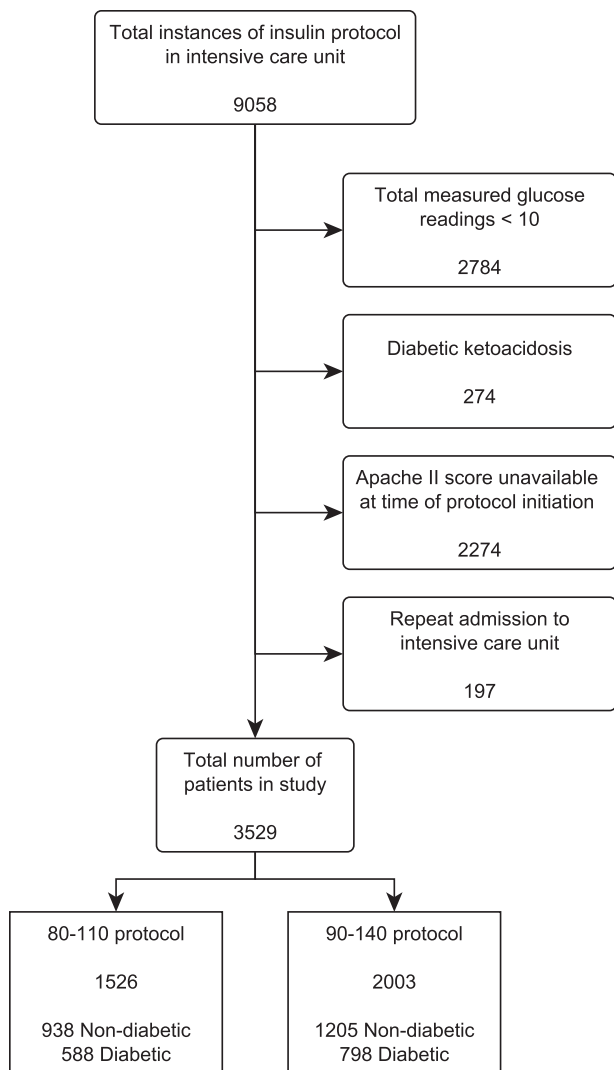 Total instances of insulin protocol
in intensive care unit
9058
Total measured glucose
readings < 10
2784
Diabetic ketoacidosis
274
Apache II score unavailable
at time of protocol initiation
2274
Repeat admission to
intensive care unit
197
Total number of
patients in study
3529
80-110 protocol
1526
938 Non-diabetic
588 Diabetic
90-140 protocol
2003
1205 Non-diabetic
798 Diabetic